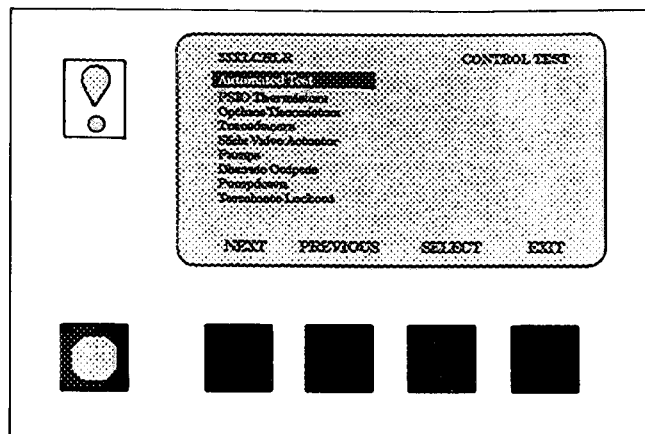 CONTROL TEST
Automated Test
PSIO Thermistors
Options Thermistors
Transducers
Slide Valve Actuator
Pumps
Discrete Outputs
Pumpdown
Terminate Lockout
NEXT PREVIOUS SELECT EXIT